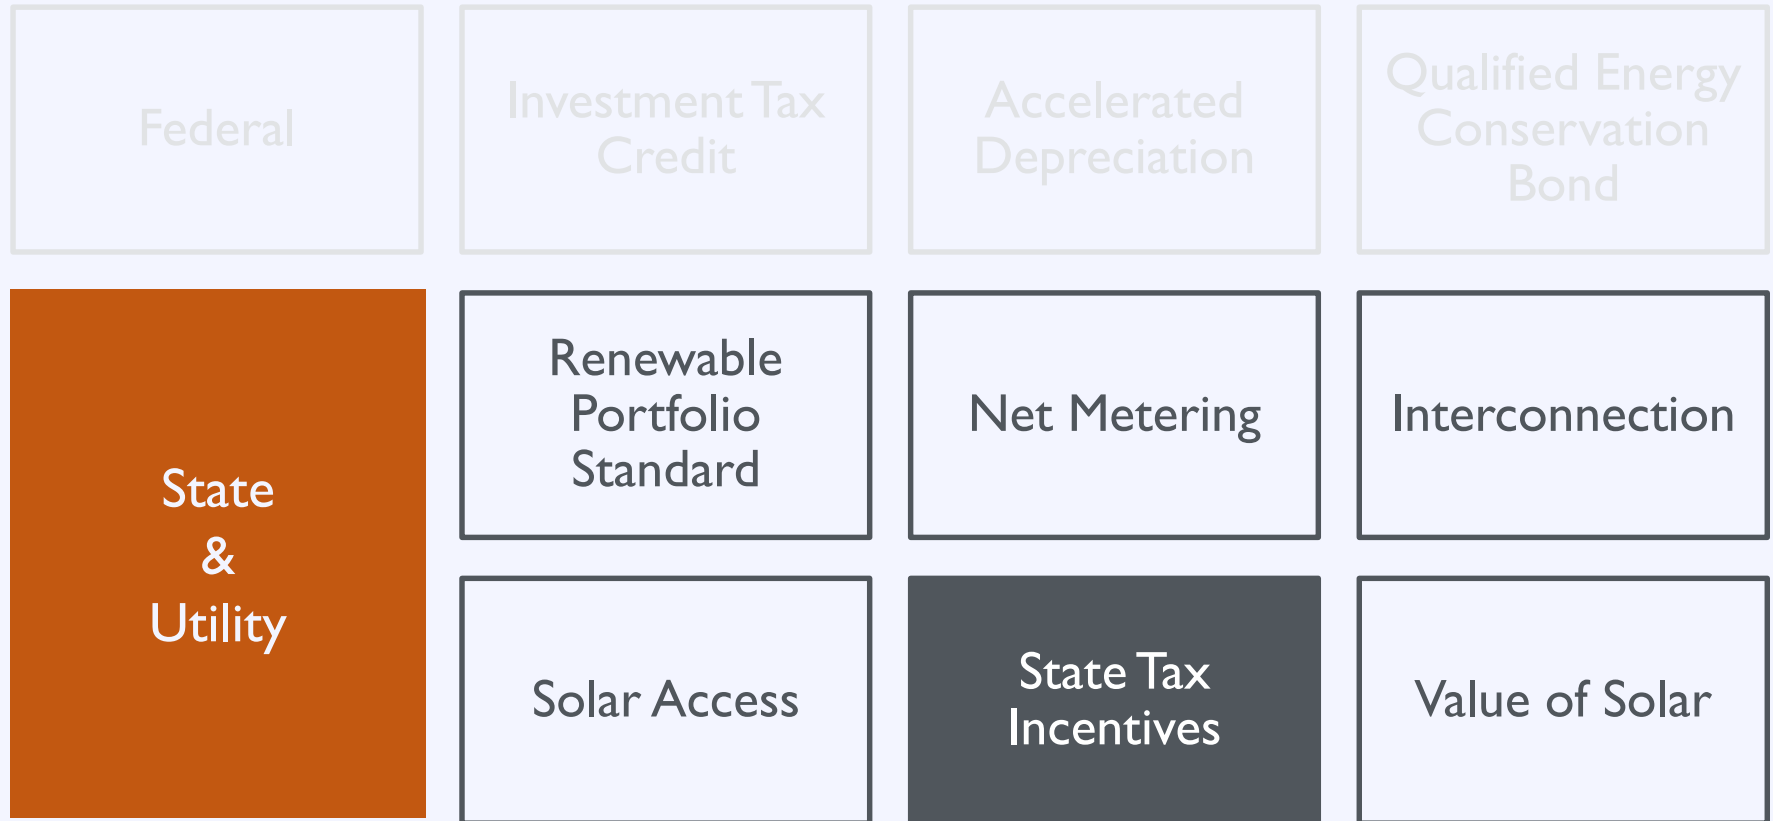 Federal
Investment Tax
Credit
Accelerated
Depreciation
Qualified Energy
Conservation
Bond
State
&
Utility
Renewable
Portfolio
Standard
Net Metering
Interconnection
Solar Access
State Tax
Incentives
Value of Solar